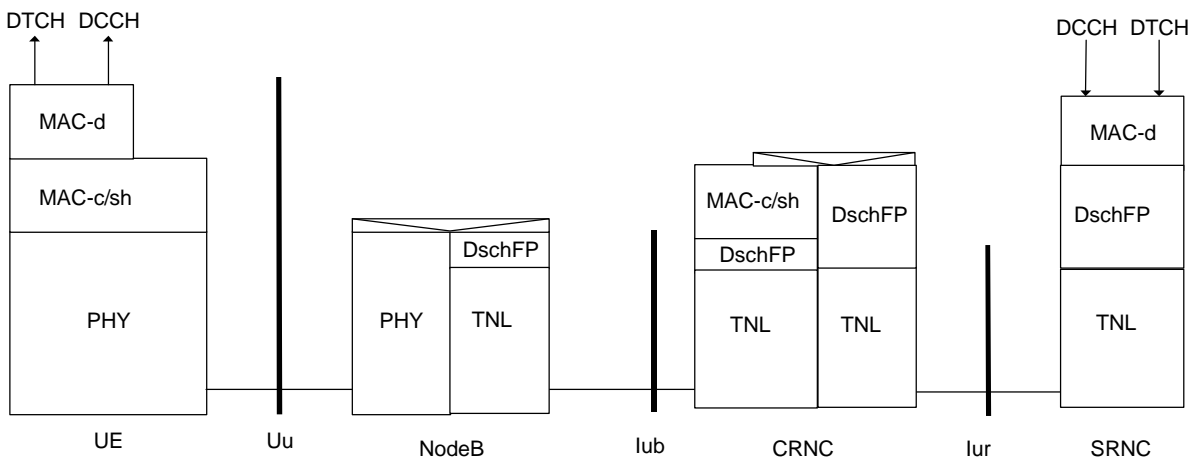 DTCH DCCH
DCCH DTCH
MAC-d
MAC-d
MAC-c/sh
MAC-c/sh
DschFP
DschFP
DschFP
DschFP
PHY
PHY
TNL
TNL
TNL
TNL
UE
Uu
NodeB
Iub
CRNC
Iur
SRNC